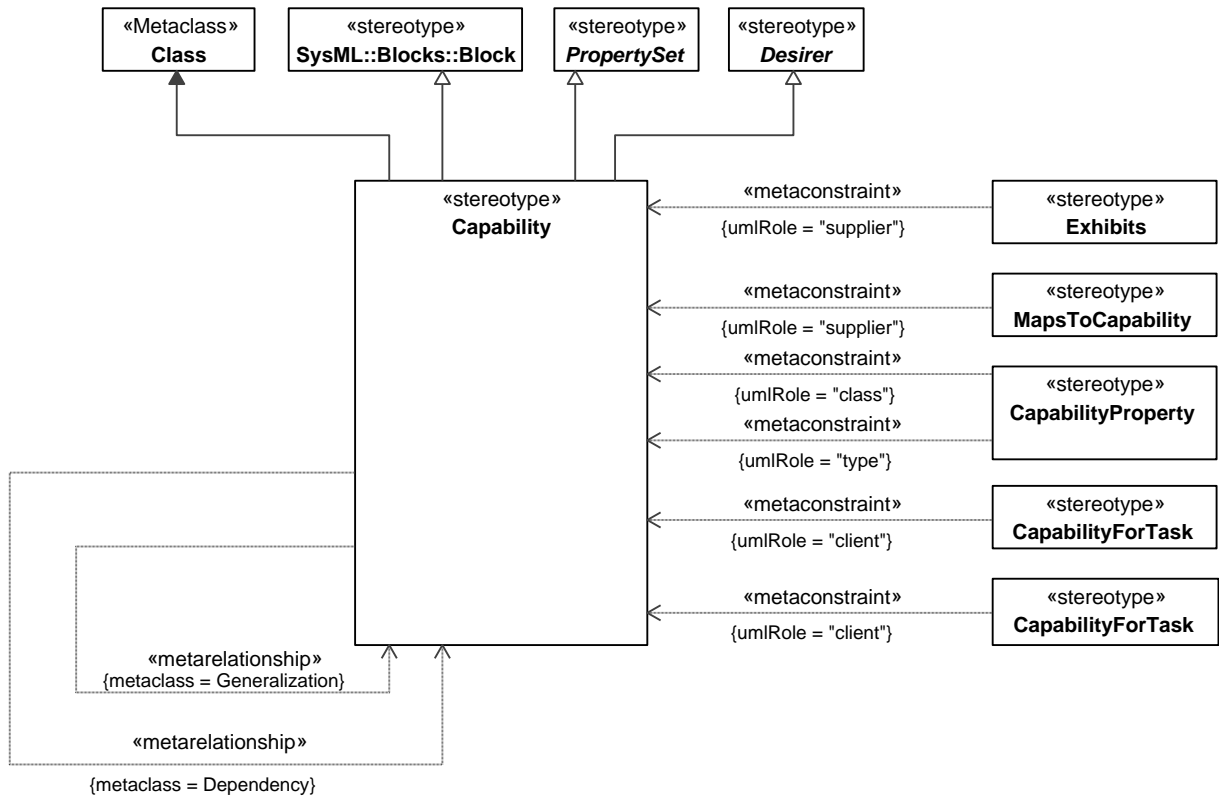 «Metaclass»
Class
«stereotype»
SysML::Blocks::Block
«stereotype»
PropertySet
«stereotype»
Desirer
«stereotype»
Capability
«metaconstraint»
{umlRole = "supplier"}
«stereotype»
Exhibits
«metaconstraint»
{umlRole = "supplier"}
«stereotype»
MapsToCapability
«metaconstraint»
{umlRole = "class"}
«stereotype»
CapabilityProperty
«metaconstraint»
{umlRole = "type"}
«metaconstraint»
{umlRole = "client"}
«stereotype»
CapabilityForTask
«metaconstraint»
{umlRole = "client"}
«stereotype»
CapabilityForTask
«metarelationship»
{metaclass = Generalization}
«metarelationship»
{metaclass = Dependency}